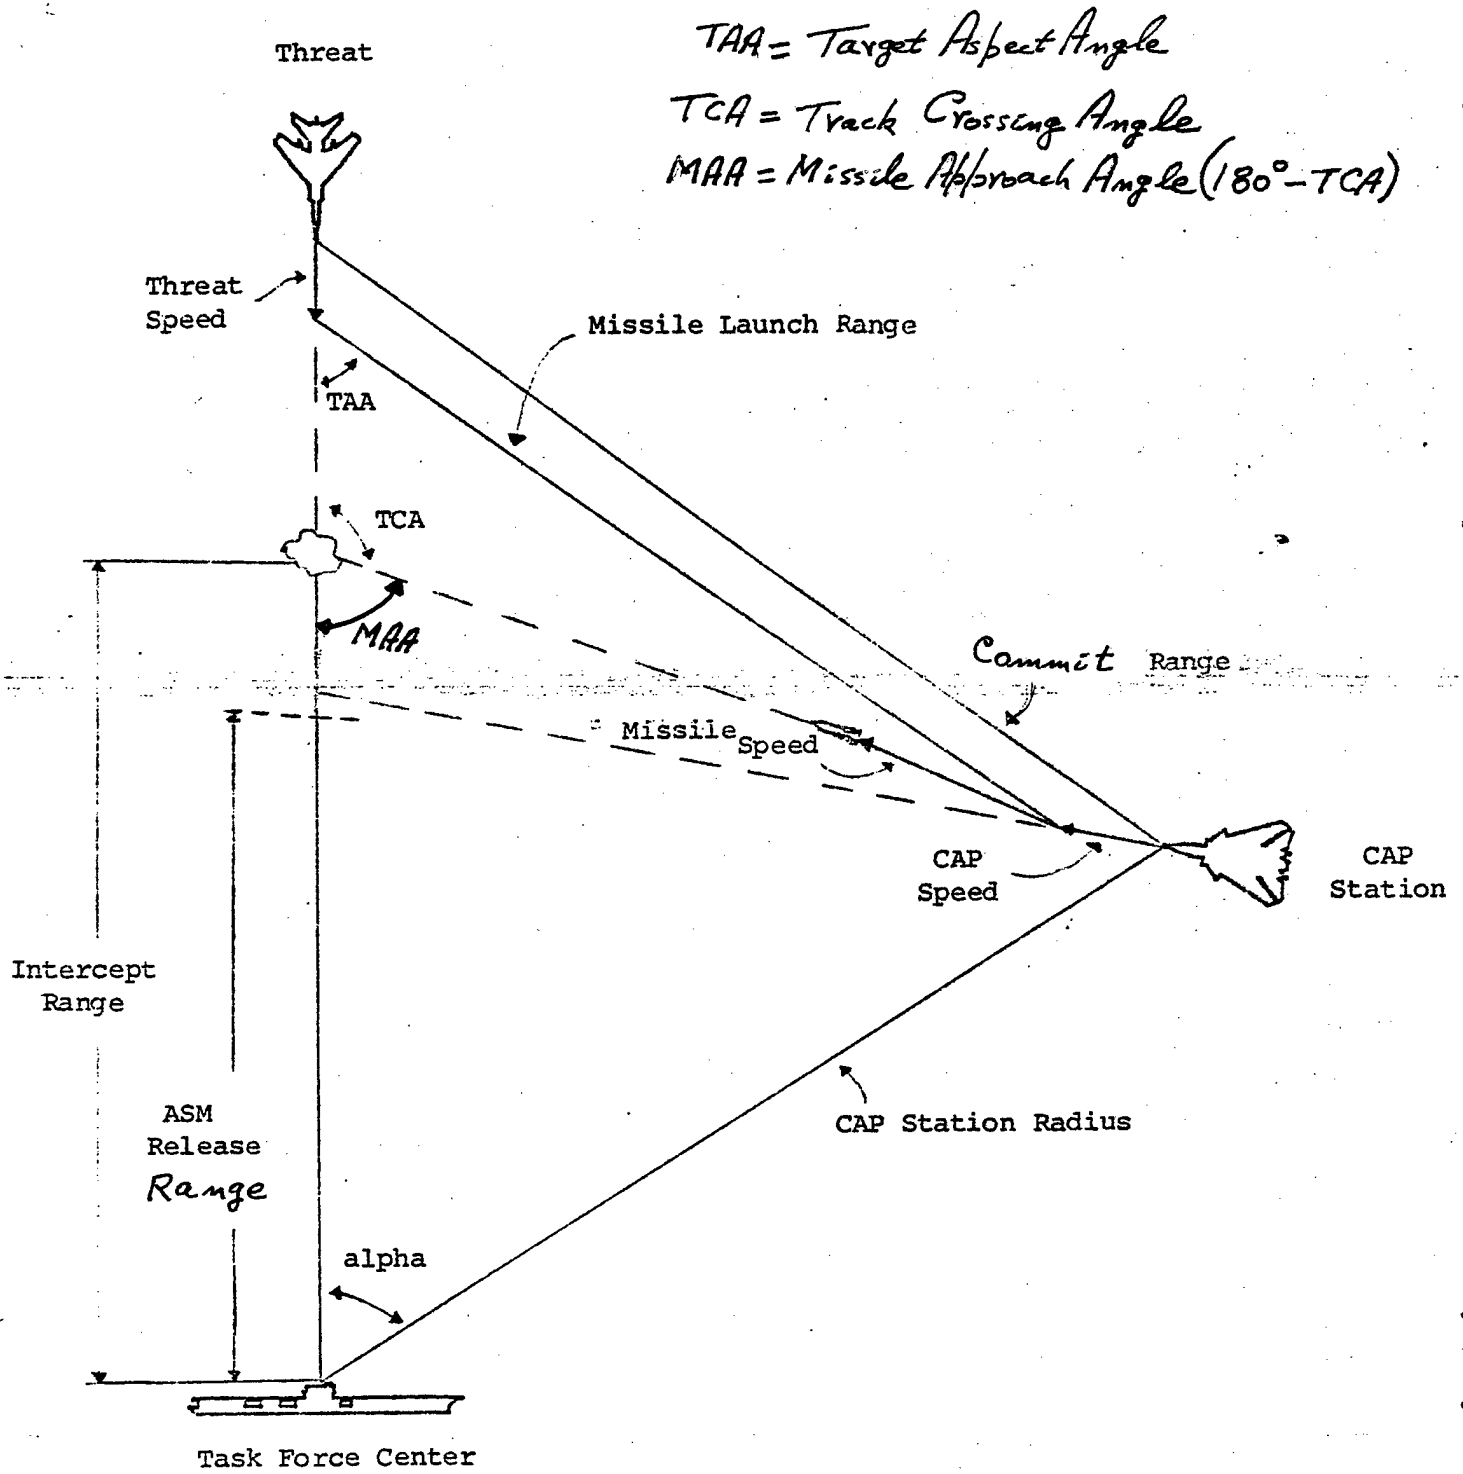 TAA = Target Aspect Angle
TCA = Track Crossing Angle
MAA = Missile Approach Angle (180° - TCA)
Threat
Threat
Speed
Missile Launch Range
TAA
TCA
MAA
Commit Range
Missile Speed
CAP
Speed
CAP
Station
Intercept
Range
ASM
Release
Range
CAP Station Radius
alpha
Task Force Center